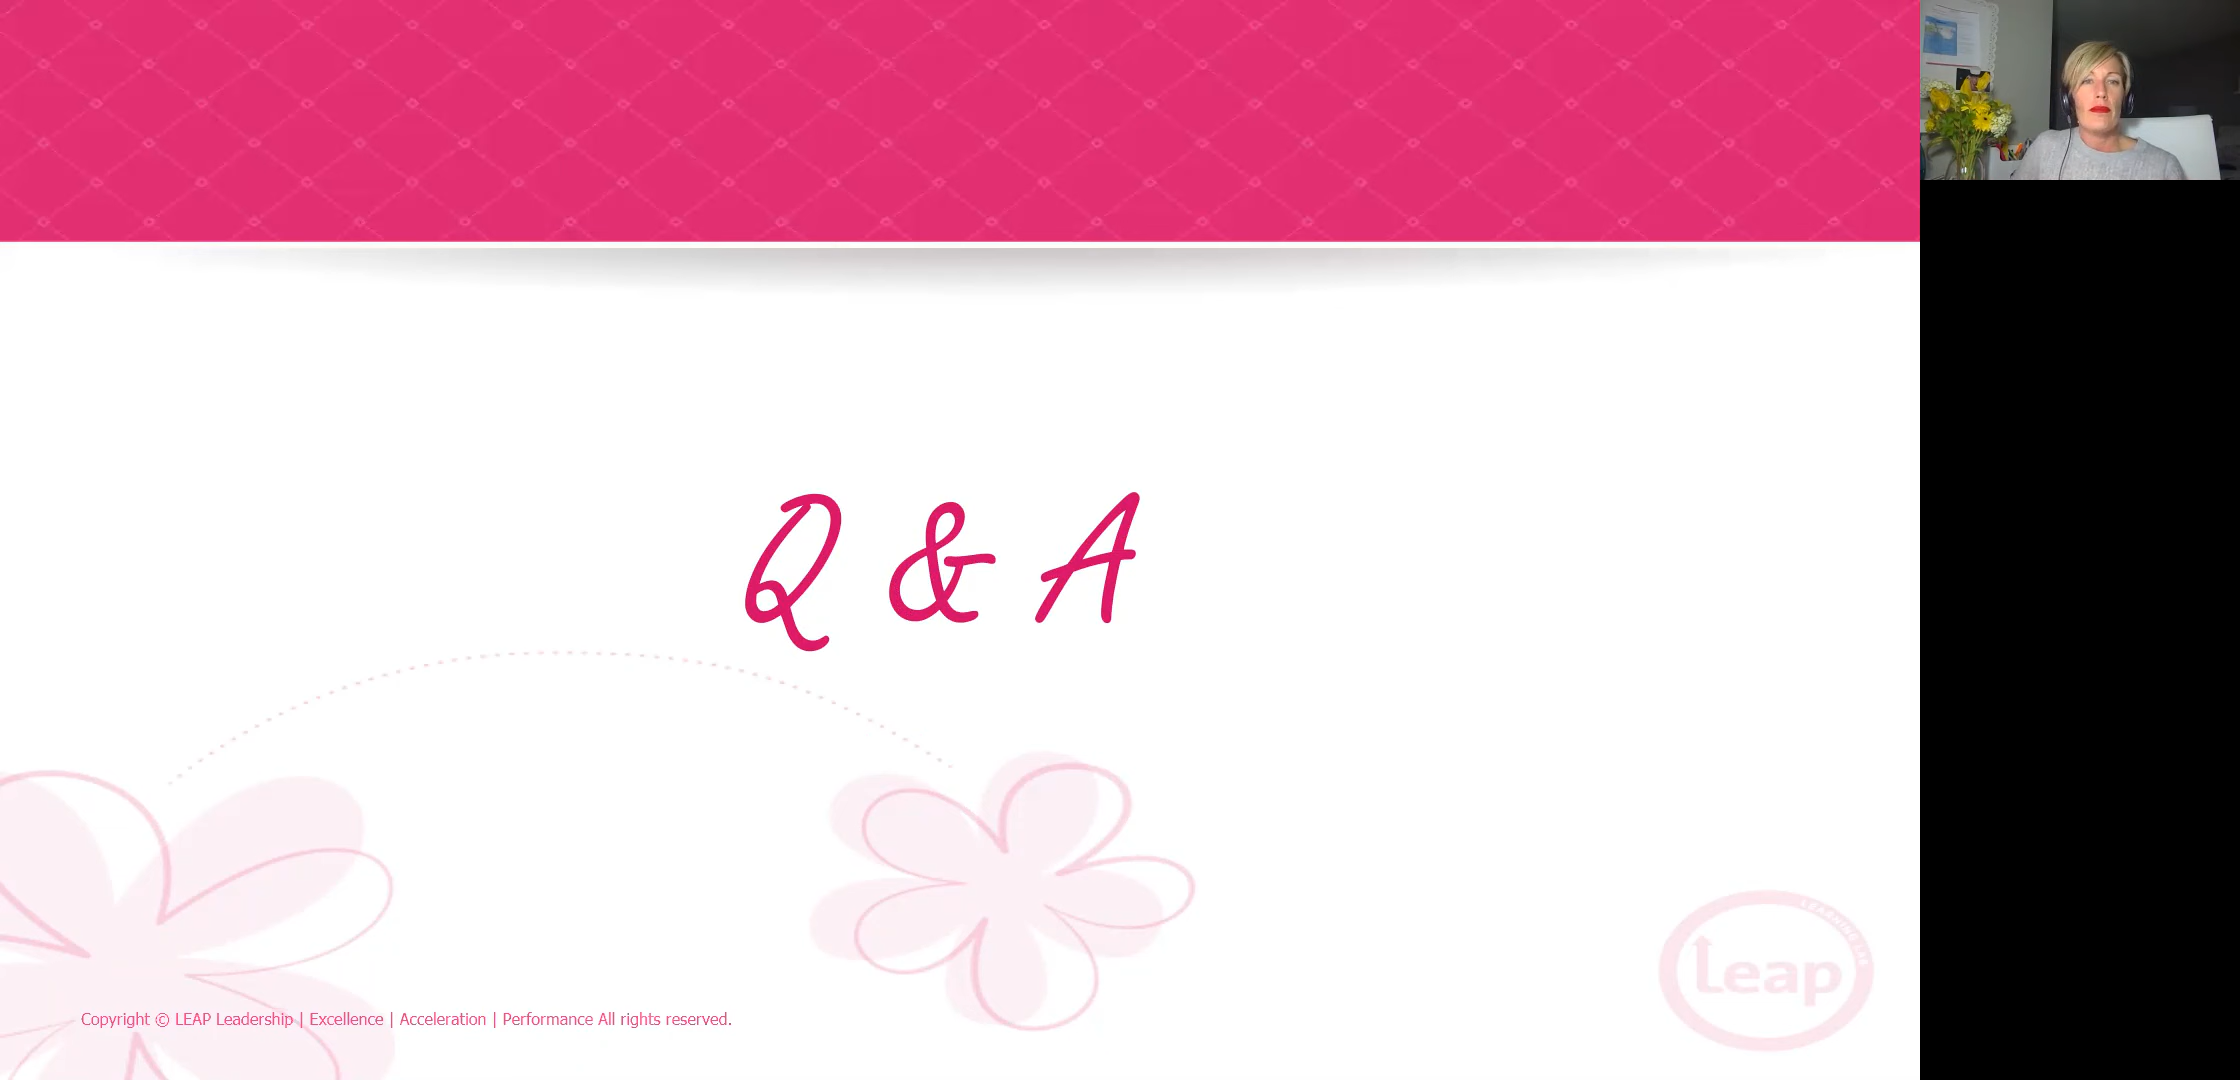 Q & A
Copyright © LEAP Leadership | Excellence | Acceleration | Performance All rights reserved.
Leap